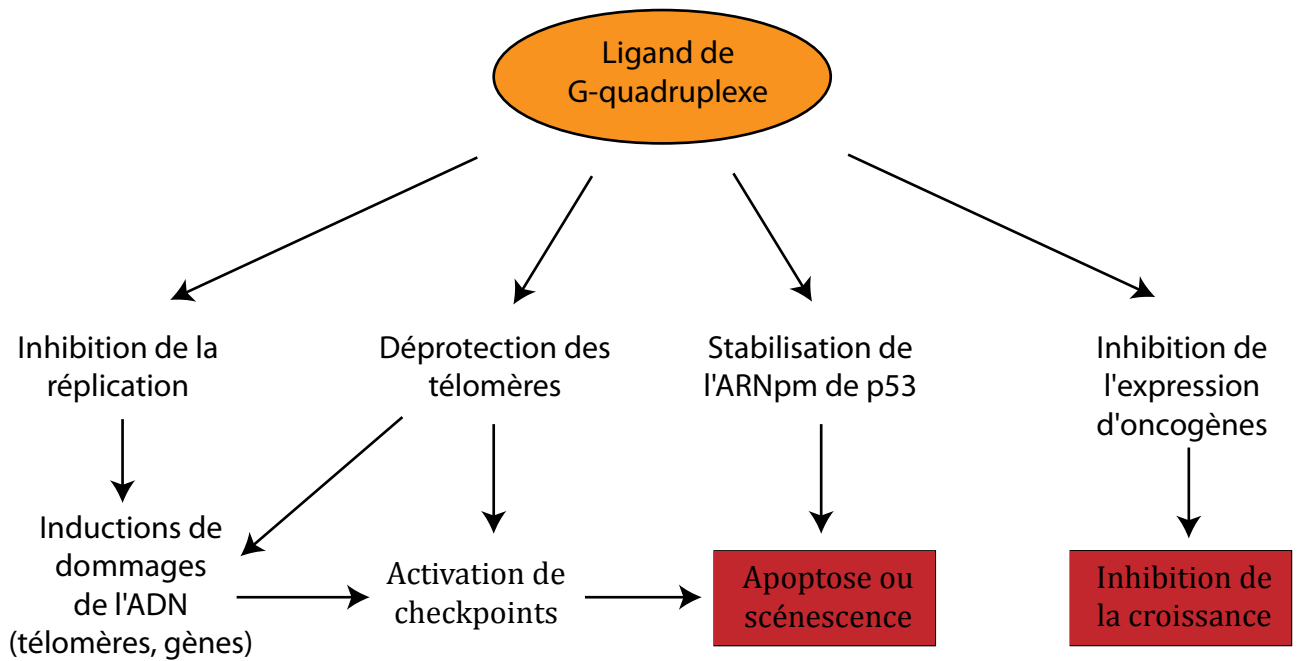 Ligand de
G-quadruplexe
Inhibition de la
réplication
Déprotection des
télomères
Stabilisation de
l'ARNpm de p53
Inhibition de
l'expression
d'oncogènes
Inductions de
dommages
de l'ADN
(télomères, gènes)
Activation de
checkpoints
Apoptose ou
scénescence
Inhibition de
la croissance